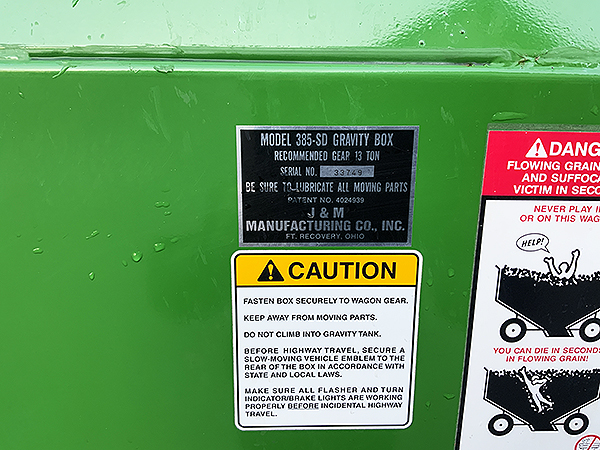 MODEL 385-SD GRAVITY BOX
RECOMMENDED GEAR 13 TON
SERIAL NO. 33749
BE SURE TO LUBRICATE ALL MOVING PARTS
PATENT NO. 4024939
J & M
MANUFACTURING CO., INC.
FT. RECOVERY, OHIO
CAUTION
FASTEN BOX SECURELY TO WAGON GEAR.
KEEP AWAY FROM MOVING PARTS.
DO NOT CLIMB INTO GRAVITY TANK.
BEFORE HIGHWAY TRAVEL, SECURE A
SLOW-MOVING VEHICLE EMBLEM TO THE
REAR OF THE BOX IN ACCORDANCE WITH
STATE AND LOCAL LAWS.
MAKE SURE ALL FLASHER AND TURN
INDICATOR/BRAKE LIGHTS ARE WORKING
PROPERLY BEFORE INCIDENTAL HIGHWAY
TRAVEL.
DANG
FLOWING GRAIN
AND SUFFOCA
VICTIM IN SECO
NEVER PLAY I
OR ON THIS WAG
HELP!
YOU CAN DIE IN SECONDS
IN FLOWING GRAIN!